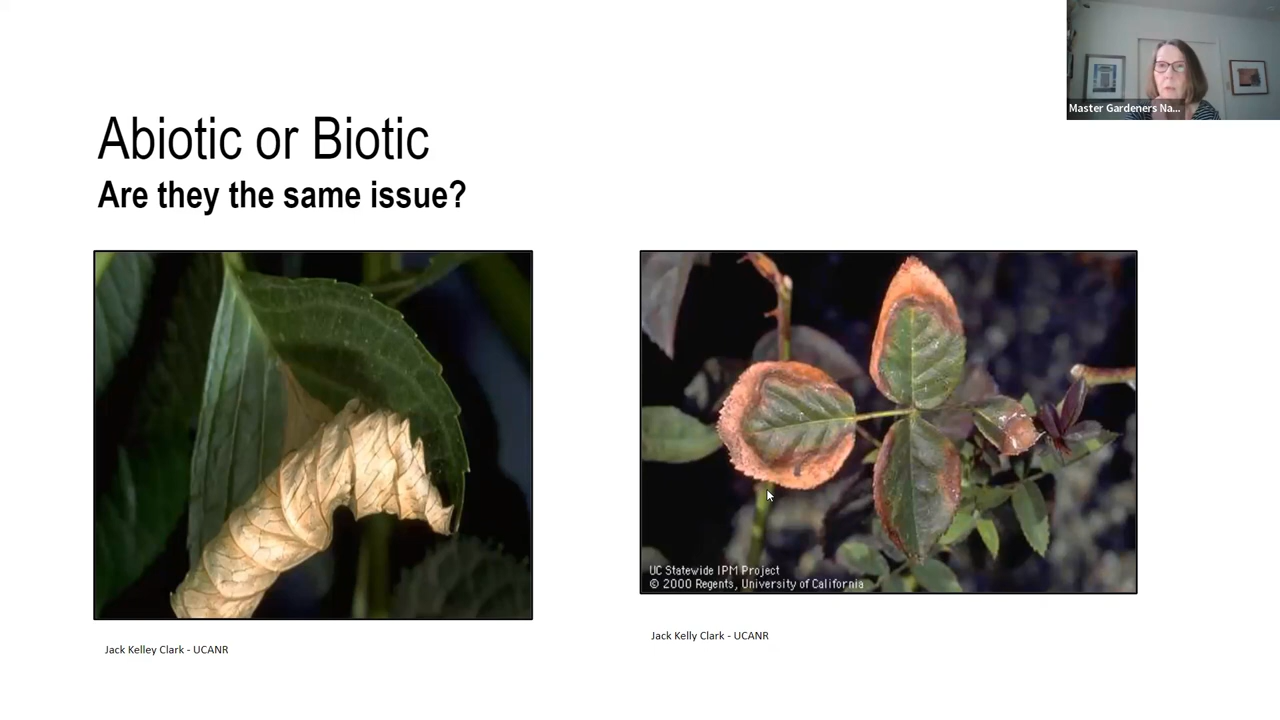 Master Gardeners Na...
Abiotic or Biotic
Are they the same issue?
UC Statewide IPM Project
© 2000 Regents, University of California
Jack Kelly Clark - UCANR
Jack Kelley Clark - UCANR